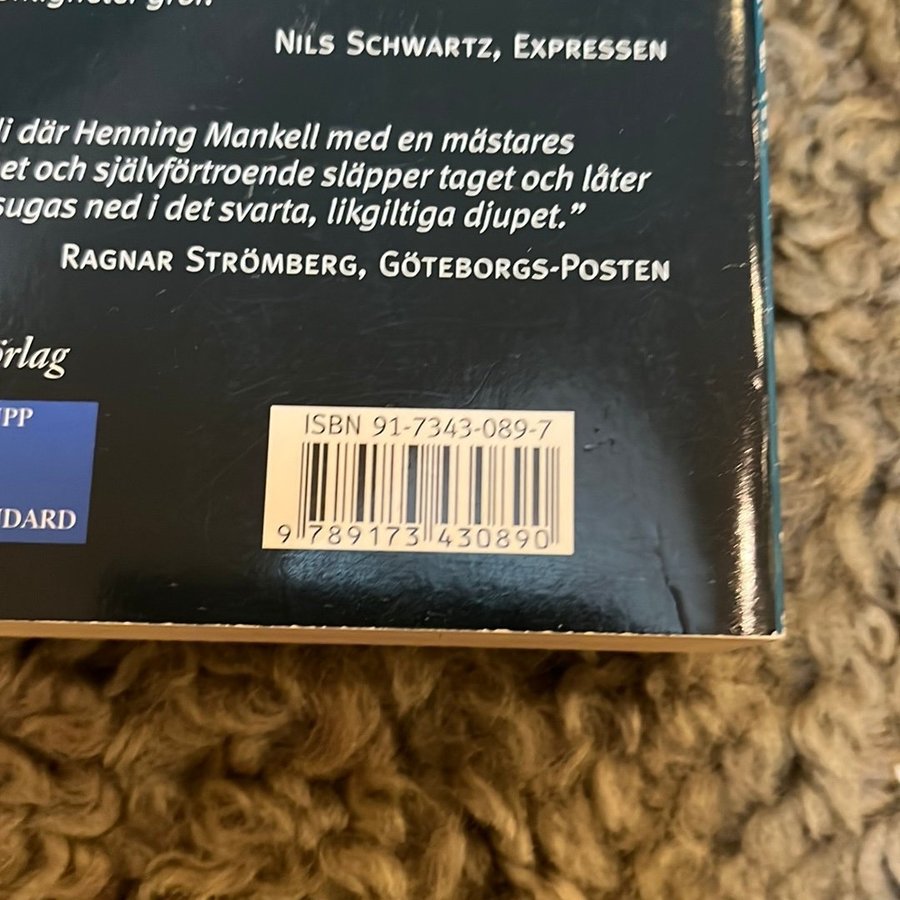 NILS SCHWARTZ, EXPRESSEN
där Henning Mankell med en mästares
och självförtroende släpper taget och låter
sugas ned i det svarta, likgiltiga djupet.”
RAGNAR STRÖMBERG, GÖTEBORGS-POSTEN
ISBN 91-7343-089-7
9 789173 430890